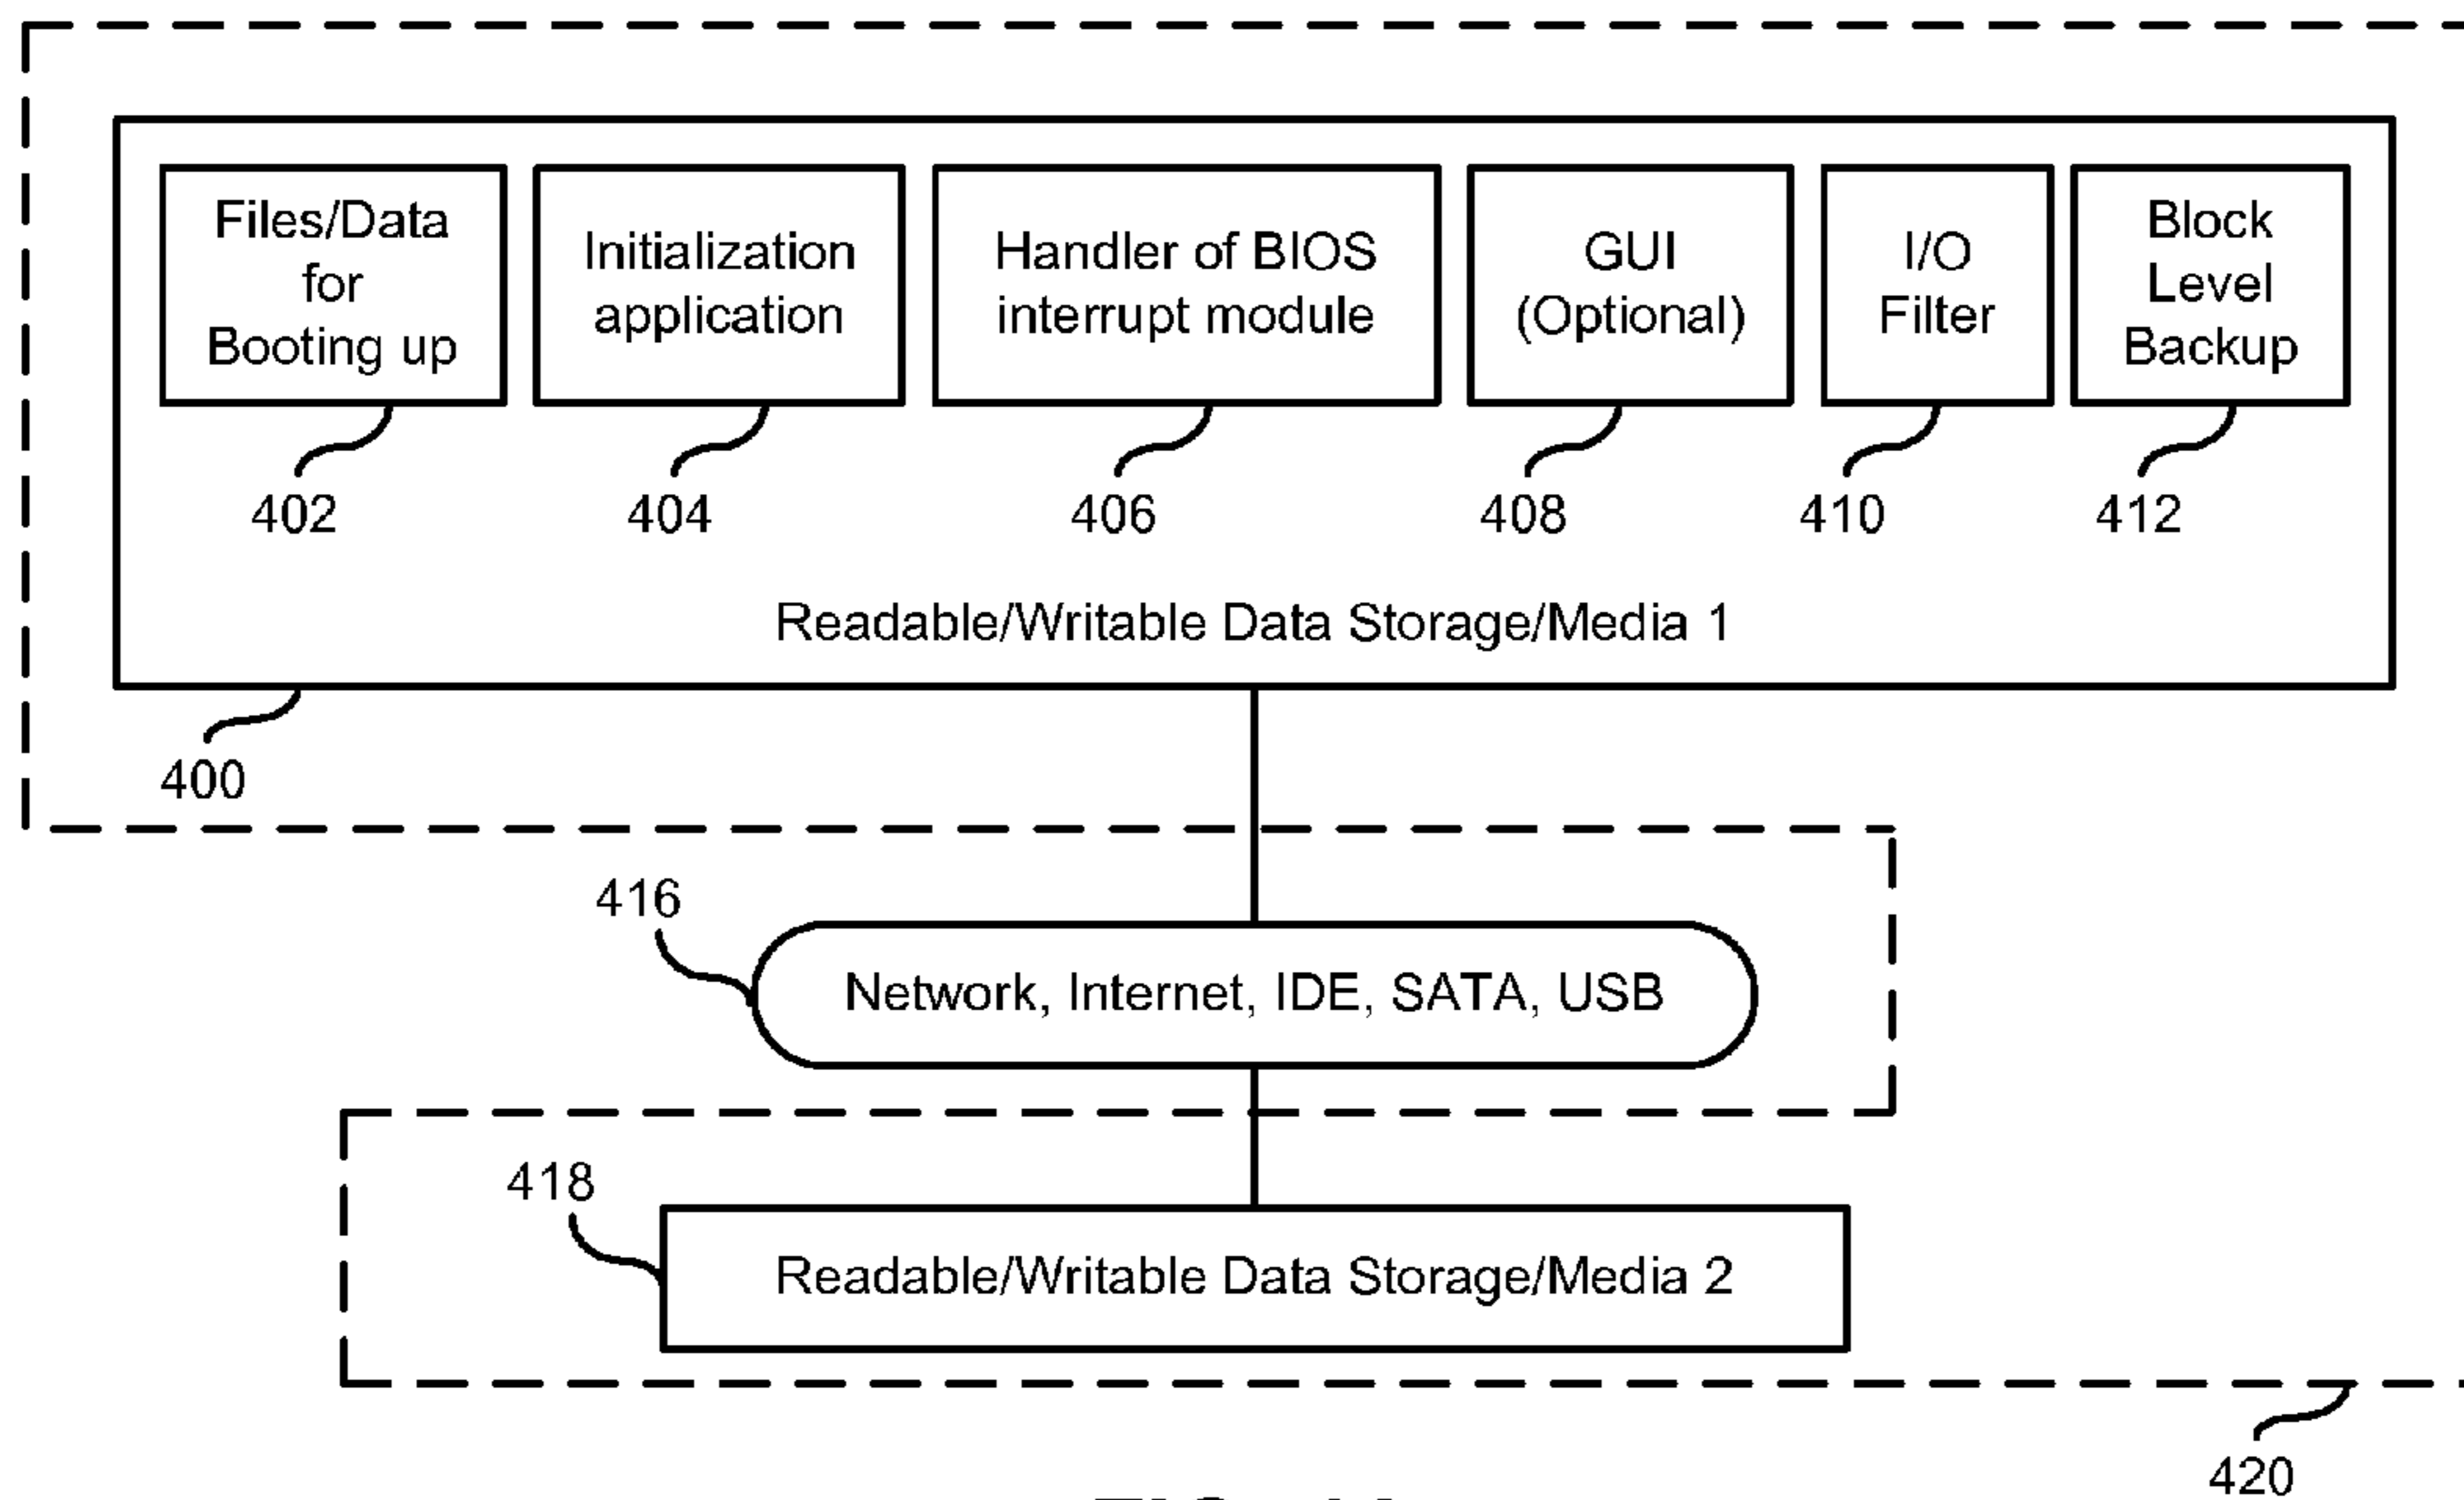 Files/Data
for
Booting up
Initialization
application
Handler of BIOS
interrupt module
GUI
(Optional)
I/O
Filter
Block
Level
Backup
402
404
406
408
410
412
Readable/Writable Data Storage/Media 1
400
416
Network, Internet, IDE, SATA, USB
418
Readable/Writable Data Storage/Media 2
420